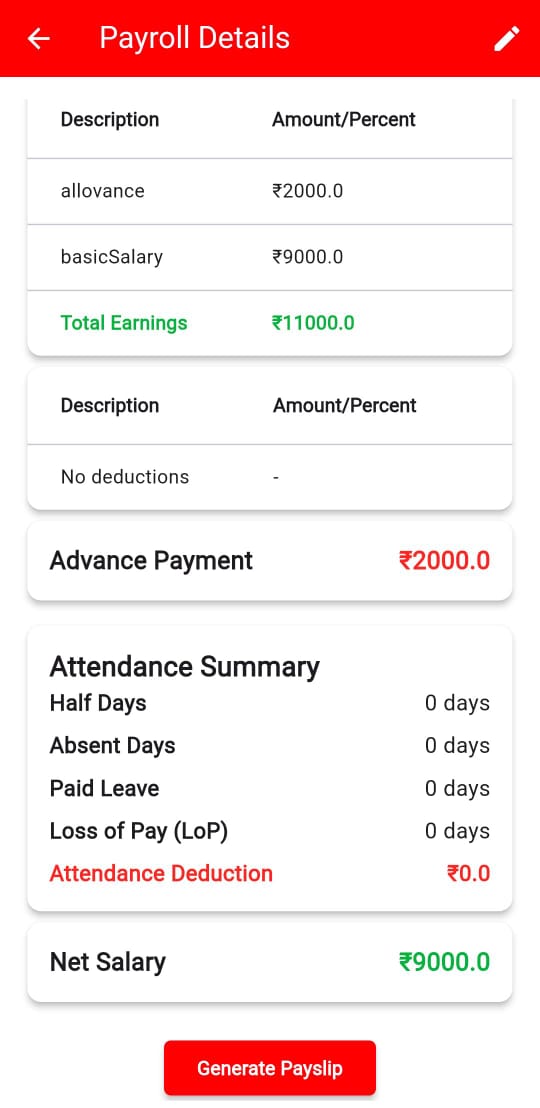 Payroll Details
Description Amount/Percent
allovance ₹2000.0
basicSalary ₹9000.0
Total Earnings ₹11000.0
Description Amount/Percent
No deductions -
Advance Payment ₹2000.0
Attendance Summary
Half Days 0 days
Absent Days 0 days
Paid Leave 0 days
Loss of Pay (LoP) 0 days
Attendance Deduction ₹0.0
Net Salary ₹9000.0
Generate Payslip